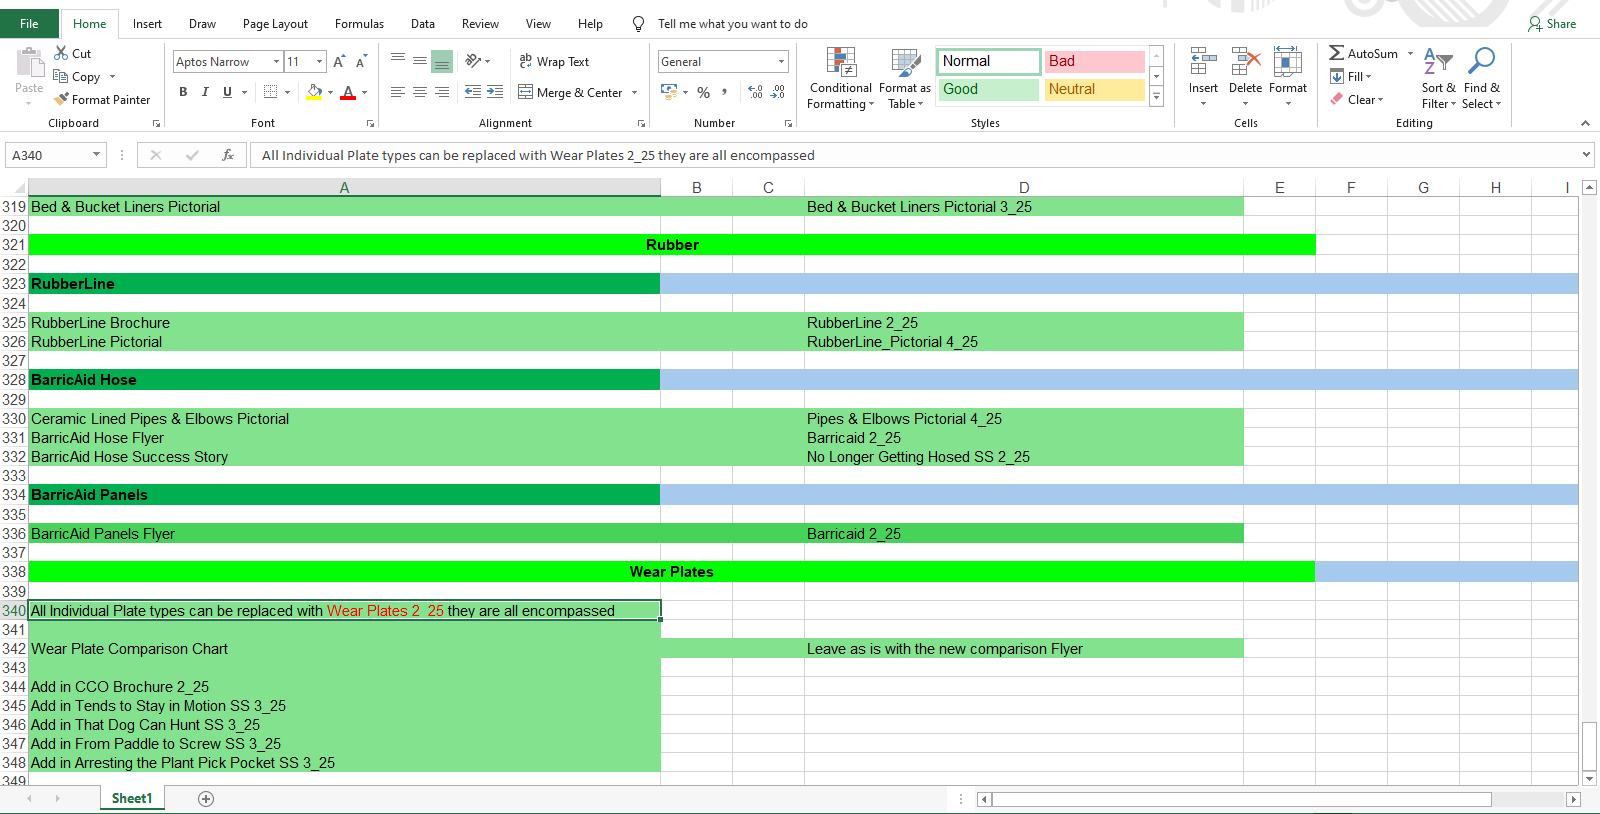 File Home Insert Draw Page Layout Formulas Data Review View Help Tell me what you want to do Share
Paste Cut Copy Format Painter Clipboard
Aptos Narrow 11 A A B I U A Font
Wrap Text Merge & Center Alignment
General % , Number
Conditional Formatting Format as Table Normal Bad Good Neutral Styles
Insert Delete Format Cells
AutoSum Fill Clear Sort & Filter Find & Select Editing
A340 fx All Individual Plate types can be replaced with Wear Plates 2_25 they are all encompassed
A B C D E F G H I
319 Bed & Bucket Liners Pictorial Bed & Bucket Liners Pictorial 3_25
320
321 Rubber
322
323 RubberLine
324
325 RubberLine Brochure RubberLine 2_25
326 RubberLine Pictorial RubberLine_Pictorial 4_25
327
328 BarricAid Hose
329
330 Ceramic Lined Pipes & Elbows Pictorial Pipes & Elbows Pictorial 4_25
331 BarricAid Hose Flyer Barricaid 2_25
332 BarricAid Hose Success Story No Longer Getting Hosed SS 2_25
333
334 BarricAid Panels
335
336 BarricAid Panels Flyer Barricaid 2_25
337
338 Wear Plates
339
340 All Individual Plate types can be replaced with Wear Plates 2_25 they are all encompassed
341
342 Wear Plate Comparison Chart Leave as is with the new comparison Flyer
343
344 Add in CCO Brochure 2_25
345 Add in Tends to Stay in Motion SS 3_25
346 Add in That Dog Can Hunt SS 3_25
347 Add in From Paddle to Screw SS 3_25
348 Add in Arresting the Plant Pick Pocket SS 3_25
349
Sheet1